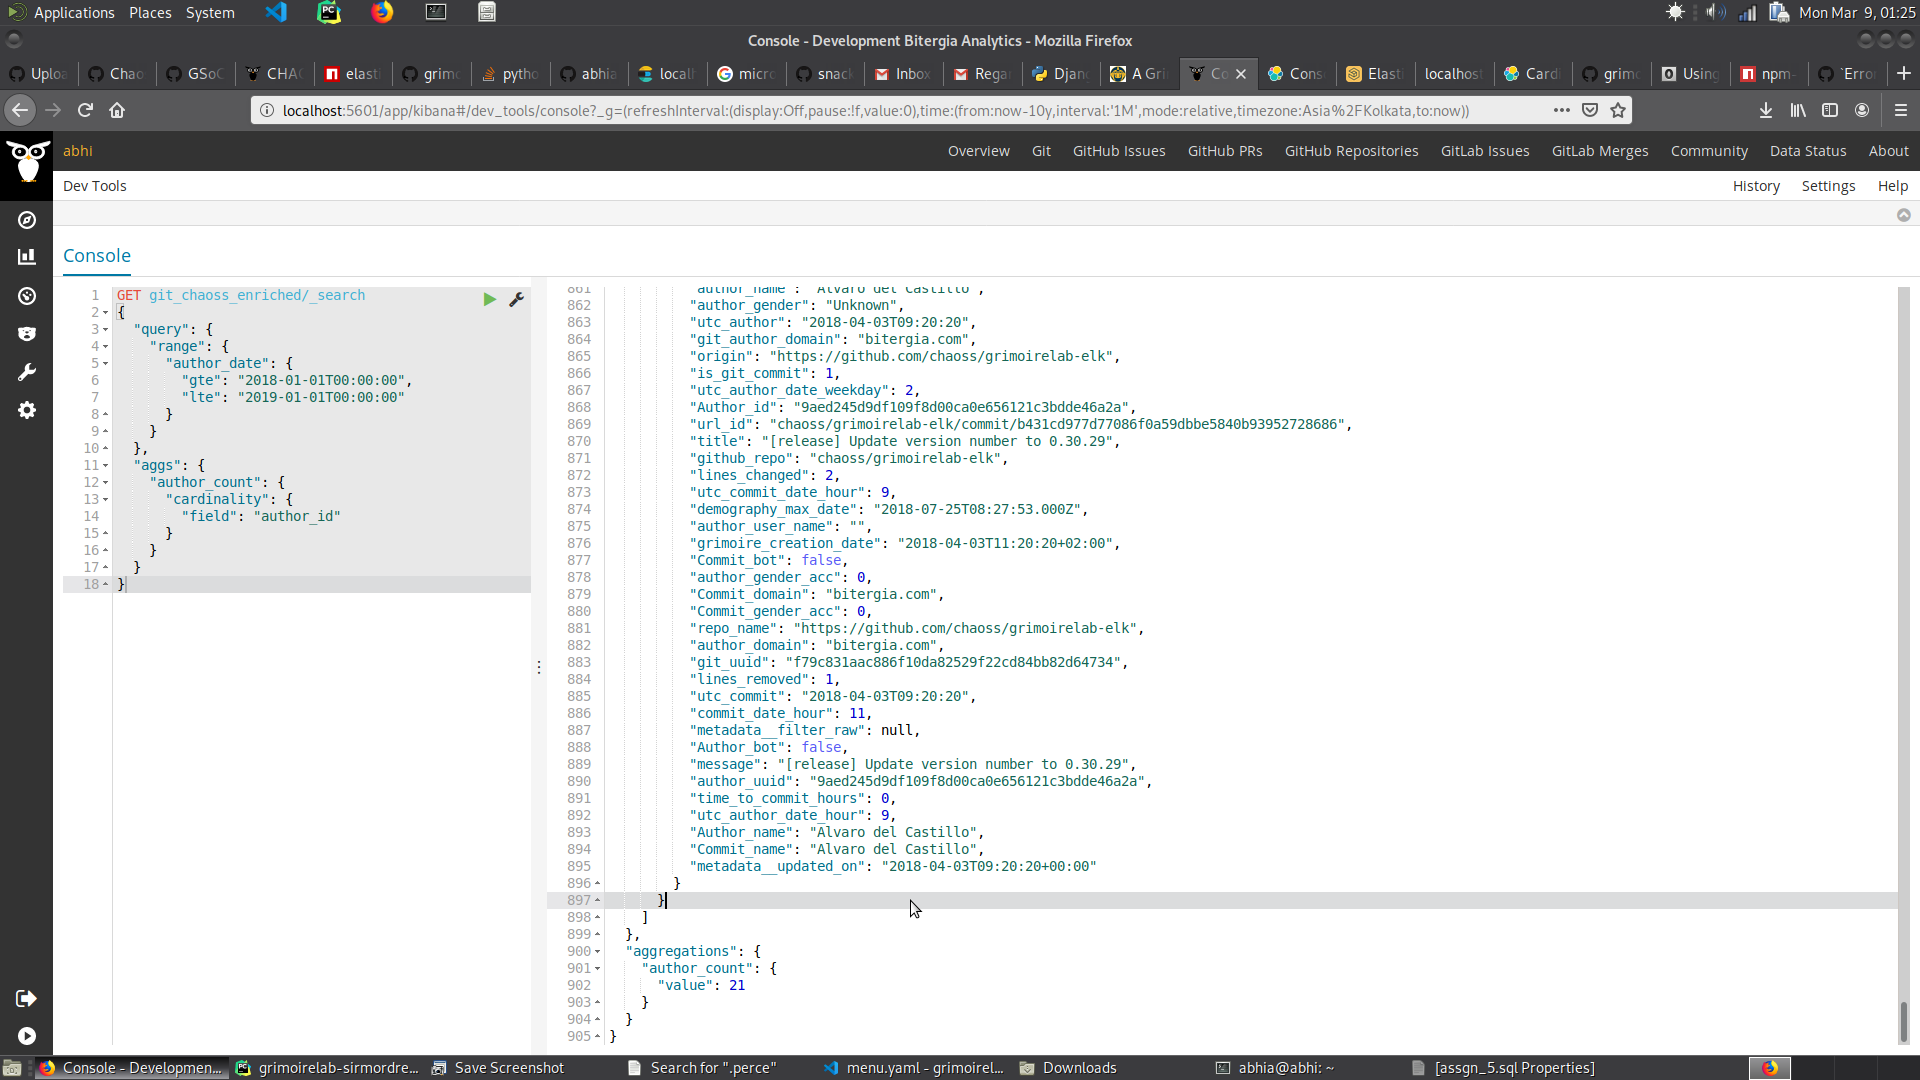 Applications Places System Mon Mar 9, 01:25
Console - Development Bitergia Analytics - Mozilla Firefox
Uploa Chao GSoC CHAO elasti grimo pytho abhia localh micro snack Inbox Rega Djang A Gri Co Cons Elasti localhost Cardi grimo Using npm- `Erro
localhost:5601/app/kibana#/dev_tools/console?_g=(refreshInterval:(display:Off,pause:!f,value:0),time:(from:now-10y,interval:'1M',mode:relative,timezone:Asia%2FKolkata,to:now))
abhi Overview Git GitHub Issues GitHub PRs GitHub Repositories GitLab Issues GitLab Merges Community Data Status About
Dev Tools History Settings Help
Console
1 GET git_chaoss_enriched/_search
2 {
3 "query": {
4 "range": {
5 "author_date": {
6 "gte": "2018-01-01T00:00:00",
7 "lte": "2019-01-01T00:00:00"
8 }
9 }
10 },
11 "aggs": {
12 "author_count": {
13 "cardinality": {
14 "field": "author_id"
15 }
16 }
17 }
18 }
861 "author_name": "Alvaro del Castillo",
862 "author_gender": "Unknown",
863 "utc_author": "2018-04-03T09:20:20",
864 "git_author_domain": "bitergia.com",
865 "origin": "https://github.com/chaoss/grimoirelab-elk",
866 "is_git_commit": 1,
867 "utc_author_date_weekday": 2,
868 "Author_id": "9aed245d9df109f8d00ca0e656121c3bdde46a2a",
869 "url_id": "chaoss/grimoirelab-elk/commit/b431cd977d77086f0a59dbbe5840b93952728686",
870 "title": "[release] Update version number to 0.30.29",
871 "github_repo": "chaoss/grimoirelab-elk",
872 "lines_changed": 2,
873 "utc_commit_date_hour": 9,
874 "demography_max_date": "2018-07-25T08:27:53.000Z",
875 "author_user_name": "",
876 "grimoire_creation_date": "2018-04-03T11:20:20+02:00",
877 "Commit_bot": false,
878 "author_gender_acc": 0,
879 "Commit_domain": "bitergia.com",
880 "Commit_gender_acc": 0,
881 "repo_name": "https://github.com/chaoss/grimoirelab-elk",
882 "author_domain": "bitergia.com",
883 "git_uuid": "f79c831aac886f10da82529f22cd84bb82d64734",
884 "lines_removed": 1,
885 "utc_commit": "2018-04-03T09:20:20",
886 "commit_date_hour": 11,
887 "metadata__filter_raw": null,
888 "Author_bot": false,
889 "message": "[release] Update version number to 0.30.29",
890 "author_uuid": "9aed245d9df109f8d00ca0e656121c3bdde46a2a",
891 "time_to_commit_hours": 0,
892 "utc_author_date_hour": 9,
893 "Author_name": "Alvaro del Castillo",
894 "Commit_name": "Alvaro del Castillo",
895 "metadata__updated_on": "2018-04-03T09:20:20+00:00"
896 }
897 }
898 ]
899 },
900 "aggregations": {
901 "author_count": {
902 "value": 21
903 }
904 }
905 }
Console - Developmen... grimoirelab-sirmordre... Save Screenshot Search for ".perce" menu.yaml - grimoirel... Downloads abhia@abhi: ~ [assgn_5.sql Properties]